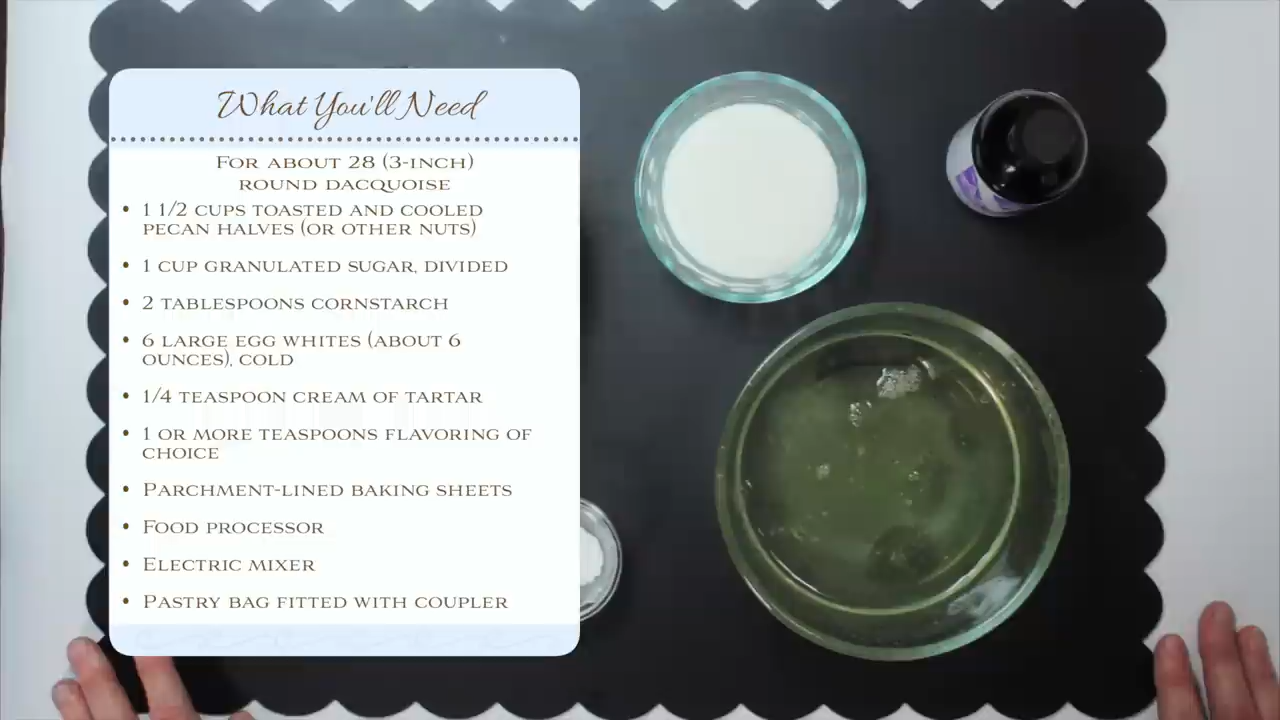 What You'll Need
For about 28 (3-inch)
round dacquoise
• 1 1/2 cups toasted and cooled
pecan halves (or other nuts)
• 1 cup granulated sugar, divided
• 2 tablespoons cornstarch
• 6 large egg whites (about 6
ounces), cold
• 1/4 teaspoon cream of tartar
• 1 or more teaspoons flavoring of
choice
• Parchment-lined baking sheets
• Food processor
• Electric mixer
• Pastry bag fitted with coupler